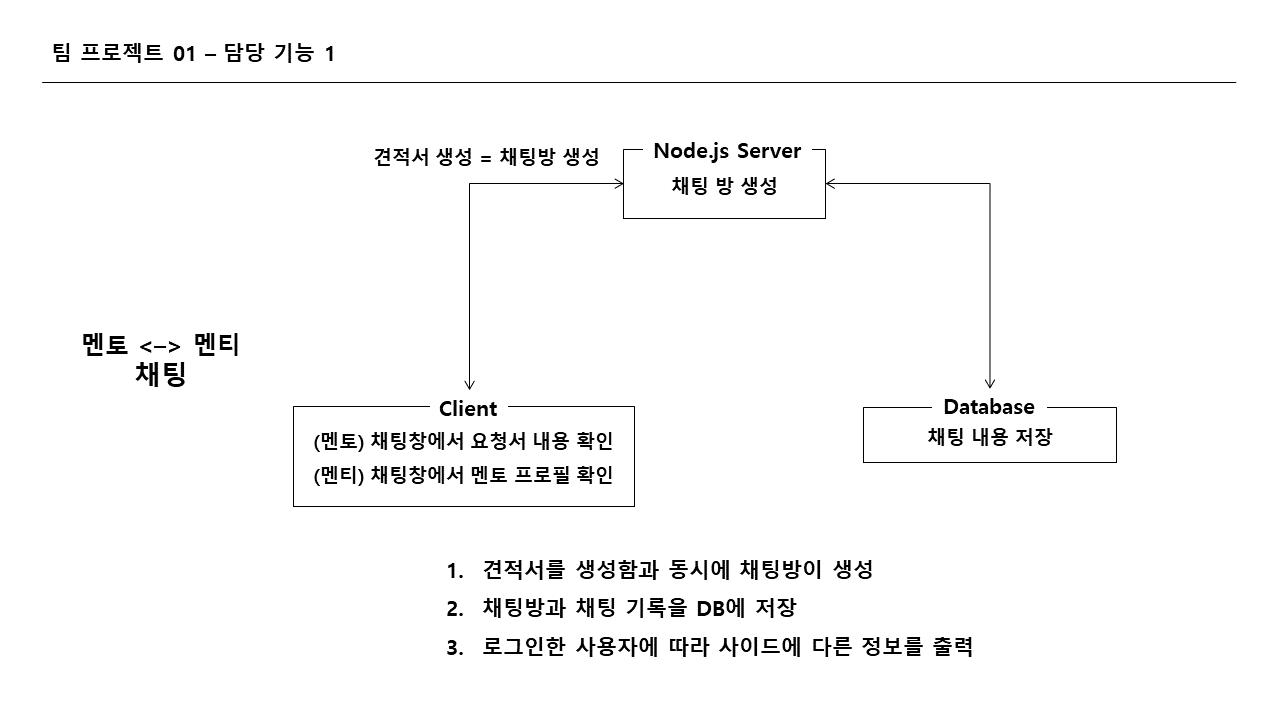 팀 프로젝트 01 – 담당 기능 1
견적서 생성 = 채팅방 생성
Node.js Server
채팅 방 생성
멘토 <–> 멘티
채팅
Client
(멘토) 채팅창에서 요청서 내용 확인
(멘티) 채팅창에서 멘토 프로필 확인
Database
채팅 내용 저장
1. 견적서를 생성함과 동시에 채팅방이 생성
2. 채팅방과 채팅 기록을 DB에 저장
3. 로그인한 사용자에 따라 사이드에 다른 정보를 출력